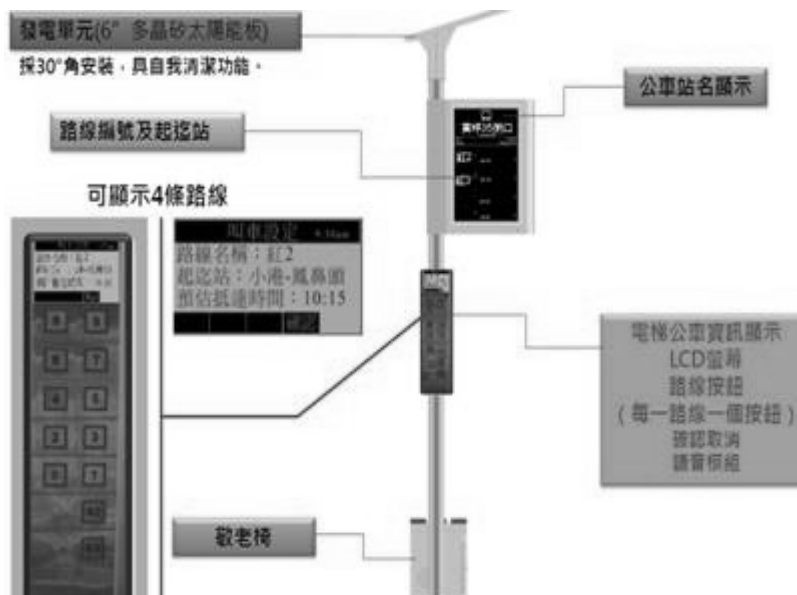 發電單元(6” 多晶矽太陽能板)
採30°角安裝，具自我清潔功能。
公車站名顯示
路線編號及起迄站
可顯示4條路線
叫車設定
路線名稱：紅2
起迄站：小港-鳳鼻頭
預估抵達時間：10:15
確認
電梯公車資訊顯示
LCD螢幕
路線按鈕
(每一路線一個按鈕)
確認取消
語音模組
敬老椅